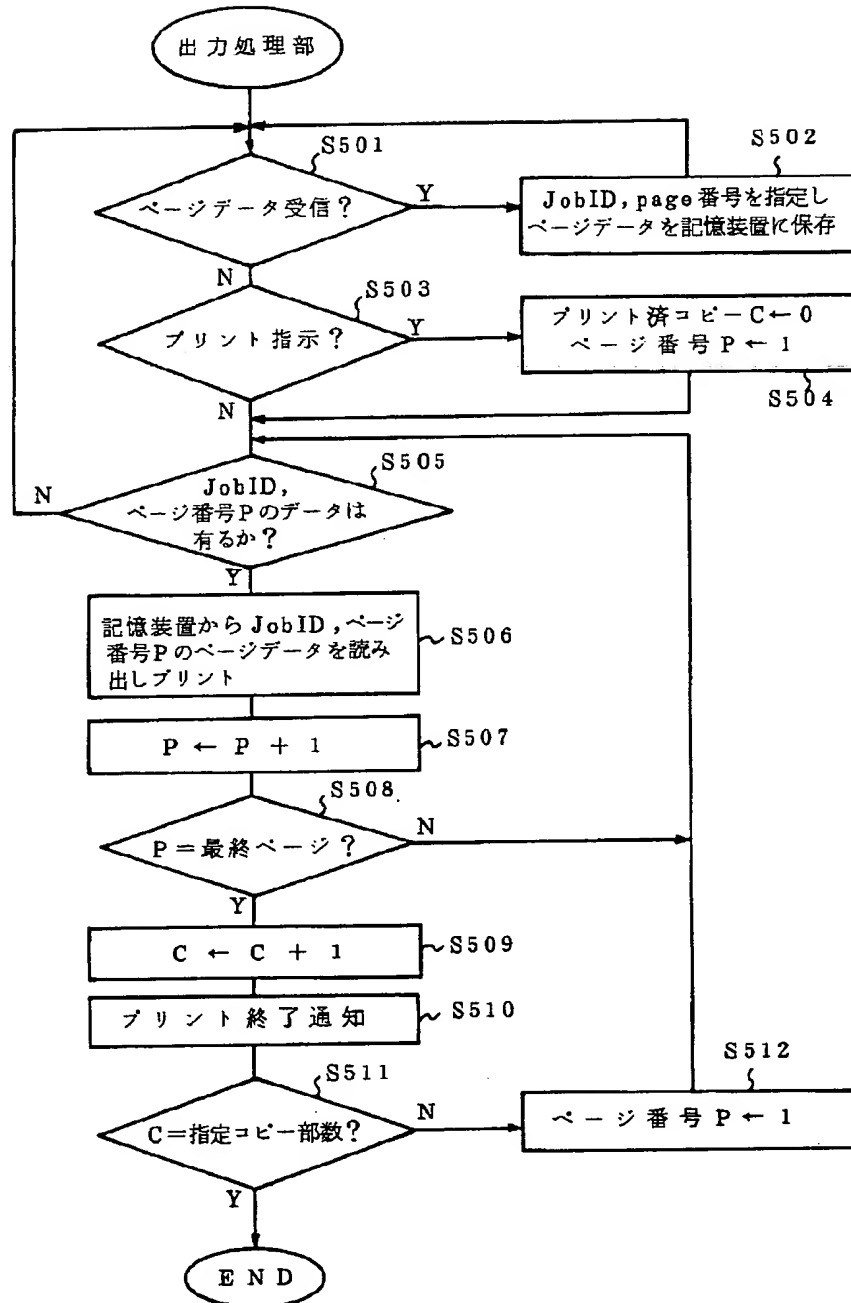 出力処理部
S501
ページデータ受信?
Y
N
S502
JobID,page番号を指定し
ページデータを記憶装置に保存
S503
プリント指示?
Y
N
プリント済コピーC←0
ページ番号P←1
S504
S505
JobID,
ページ番号Pのデータは
有るか?
N
Y
記憶装置からJobID,ページ
番号Pのページデータを読み
出しプリント
S506
P ← P + 1
S507
S508
P=最終ページ?
N
Y
C ← C + 1
S509
プリント終了通知
S510
S511
C=指定コピー部数?
N
Y
S512
ページ番号P←1
END